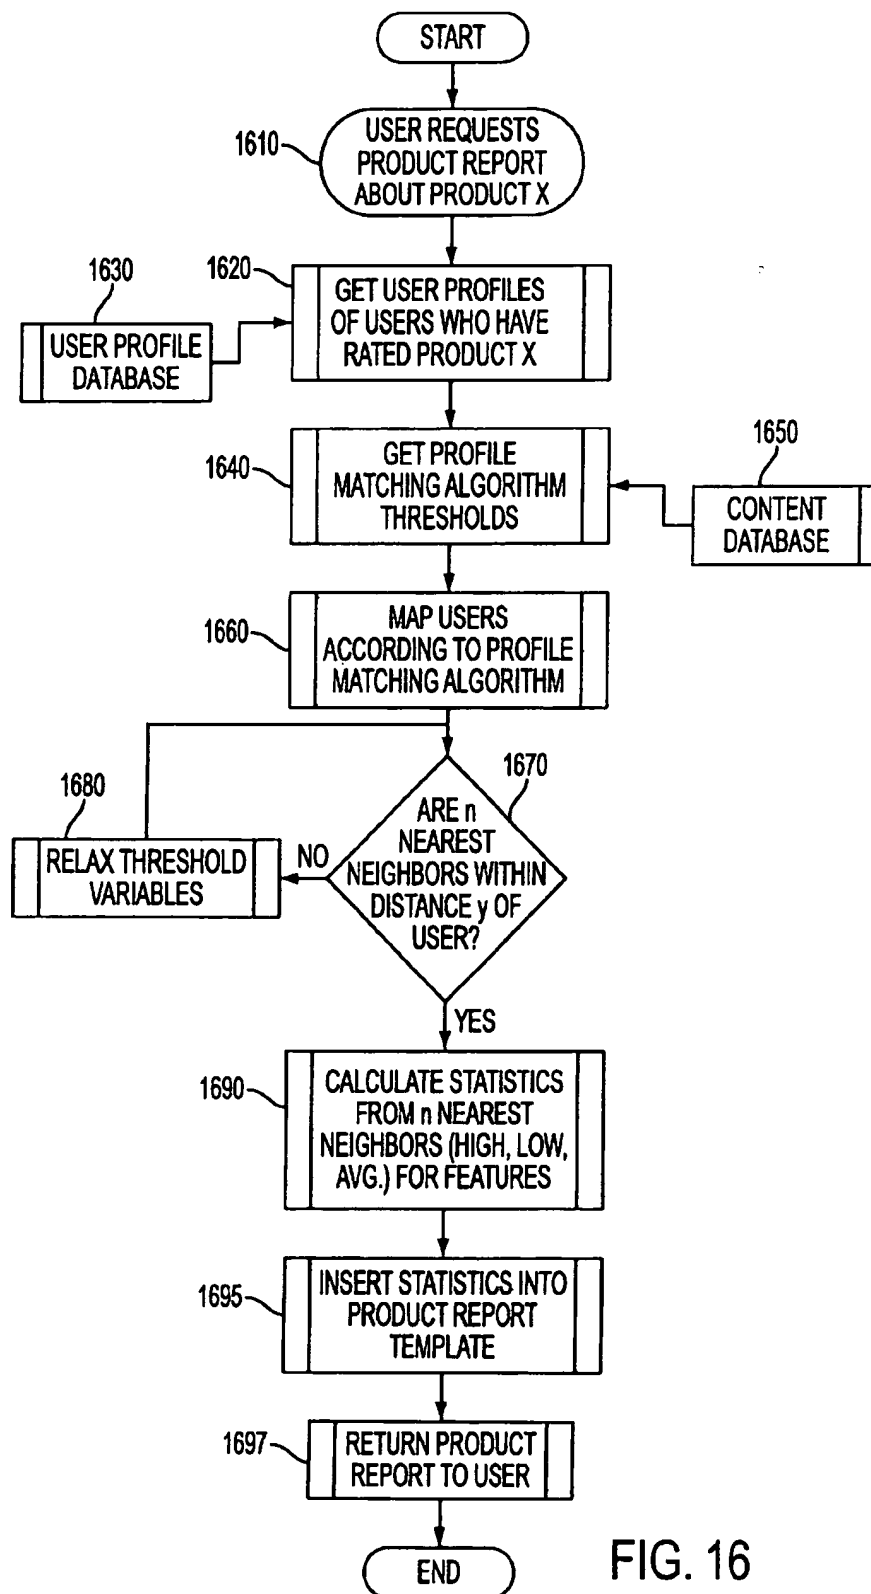 START
1610
USER REQUESTS
PRODUCT REPORT
ABOUT PRODUCT X
1630
USER PROFILE
DATABASE
1620
GET USER PROFILES
OF USERS WHO HAVE
RATED PRODUCT X
1640
GET PROFILE
MATCHING ALGORITHM
THRESHOLDS
1650
CONTENT
DATABASE
1660
MAP USERS
ACCORDING TO PROFILE
MATCHING ALGORITHM
1670
ARE n
NEAREST
NEIGHBORS WITHIN
DISTANCE y OF
USER?
NO
1680
RELAX THRESHOLD
VARIABLES
YES
1690
CALCULATE STATISTICS
FROM n NEAREST
NEIGHBORS (HIGH, LOW,
AVG.) FOR FEATURES
1695
INSERT STATISTICS INTO
PRODUCT REPORT
TEMPLATE
1697
RETURN PRODUCT
REPORT TO USER
END
FIG. 16